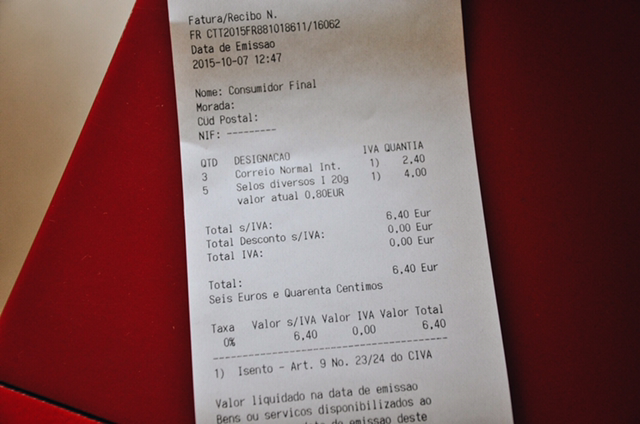 Fatura/Recibo N.
FR CTT2015FR881018611/16062
Data de Emissao
2015-10-07 12:47
Nome: Consumidor Final
Morada:
Cüd Postal:
NIF: ---------
QTD DESIGNACAO IVA QUANTIA
3 Correio Normal Int. 1) 2,40
5 Selos diversos I 20g 1) 4,00
valor atual 0,80EUR
Total s/IVA: 6,40 Eur
Total Desconto s/IVA: 0,00 Eur
Total IVA: 0,00 Eur
Total: 6,40 Eur
Seis Euros e Quarenta Centimos
Taxa Valor s/IVA Valor IVA Valor Total
0% 6,40 0,00 6,40
1) Isento - Art. 9 No. 23/24 do CIVA
Valor liquidado na data de emissao
Bens ou servicos disponibilizados ao
de emissao deste